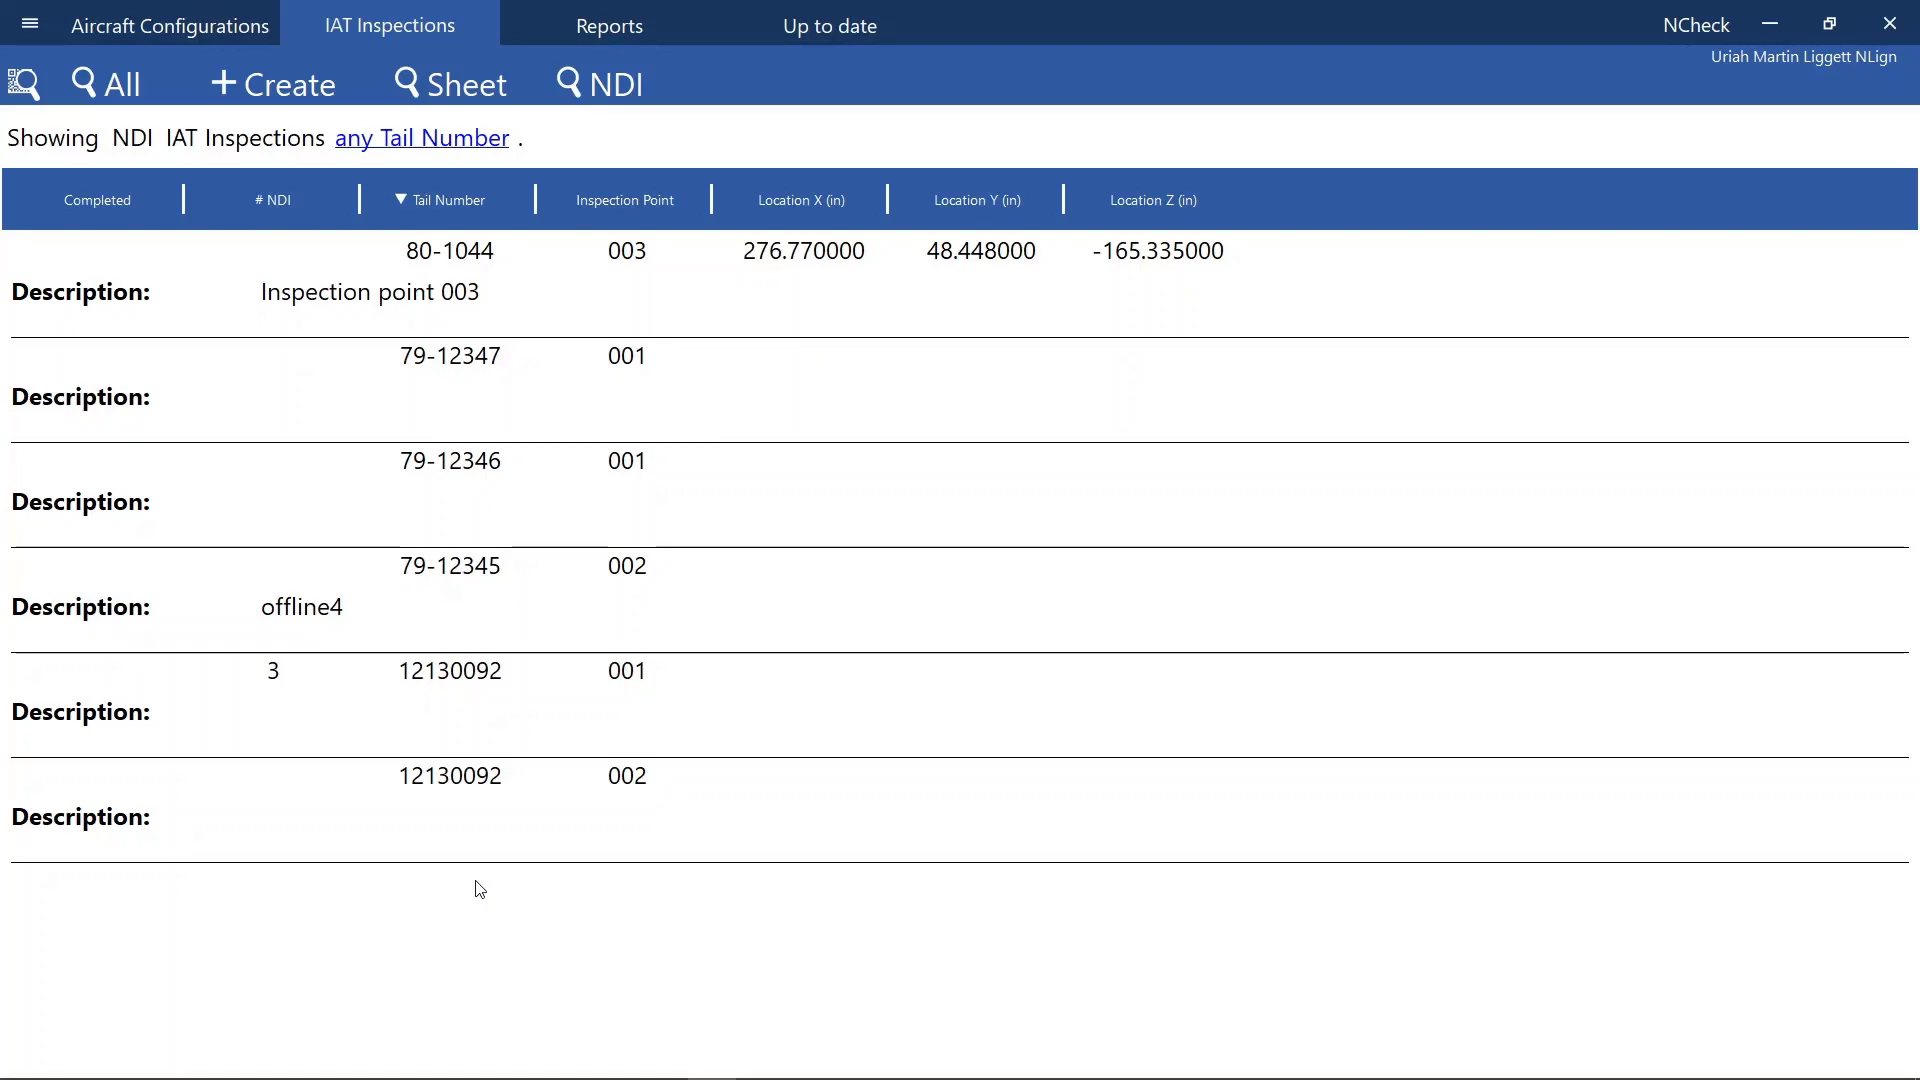 Aircraft Configurations IAT Inspections Reports Up to date NCheck
Uriah Martin Liggett NLign
All + Create Sheet NDI
Showing NDI IAT Inspections any Tail Number .
Completed # NDI ▼ Tail Number Inspection Point Location X (in) Location Y (in) Location Z (in)
80-1044 003 276.770000 48.448000 -165.335000
Description: Inspection point 003
79-12347 001
Description:
79-12346 001
Description:
79-12345 002
Description: offline4
3 12130092 001
Description:
12130092 002
Description: